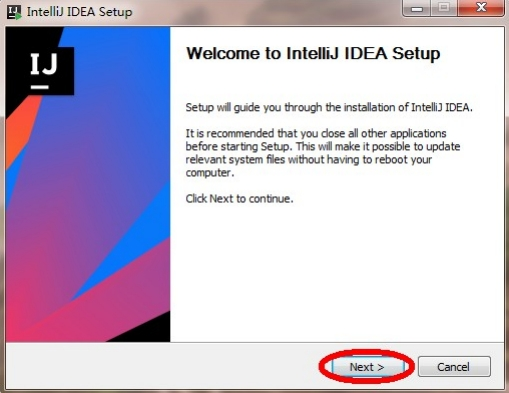 IntelliJ IDEA Setup
IJ
Welcome to IntelliJ IDEA Setup
Setup will guide you through the installation of IntelliJ IDEA.
It is recommended that you close all other applications
before starting Setup. This will make it possible to update
relevant system files without having to reboot your
computer.
Click Next to continue.
Next >
Cancel